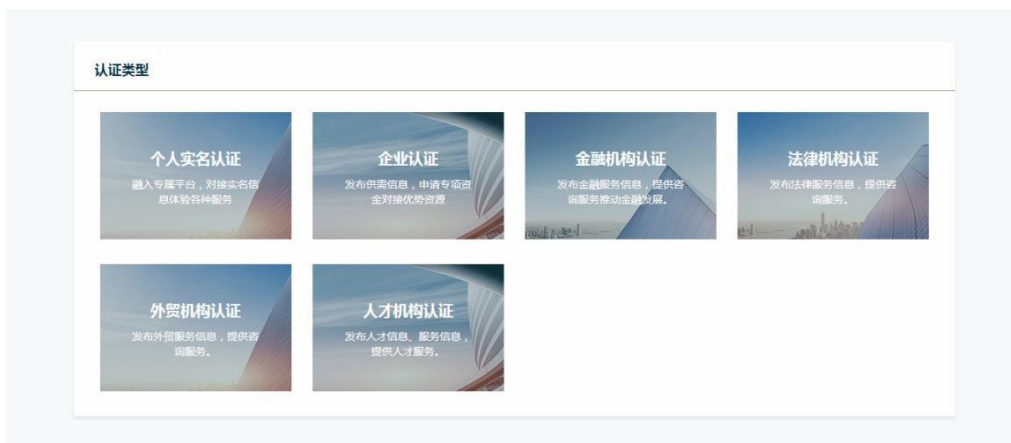 认证类型
个人实名认证
融入专属平台，对接实名信
息体验各种服务
企业认证
发布供需信息，申请专项资
金对接优势资源
金融机构认证
发布金融服务信息，提供咨
询服务推动金融发展。
法律机构认证
发布法律服务信息，提供咨
询服务。
外贸机构认证
发布外贸服务信息，提供咨
询服务。
人才机构认证
发布人才信息、服务信息，
提供人才服务。